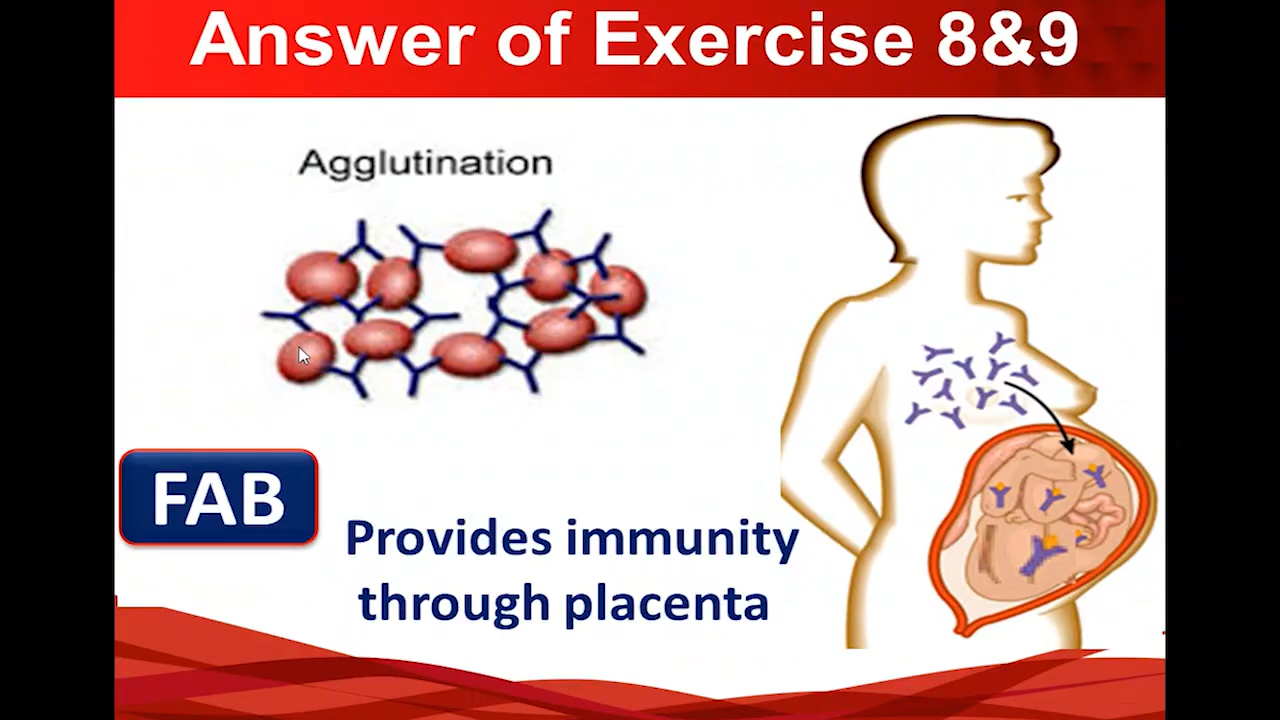 Answer of Exercise 8&9
Agglutination
FAB
Provides immunity
through placenta